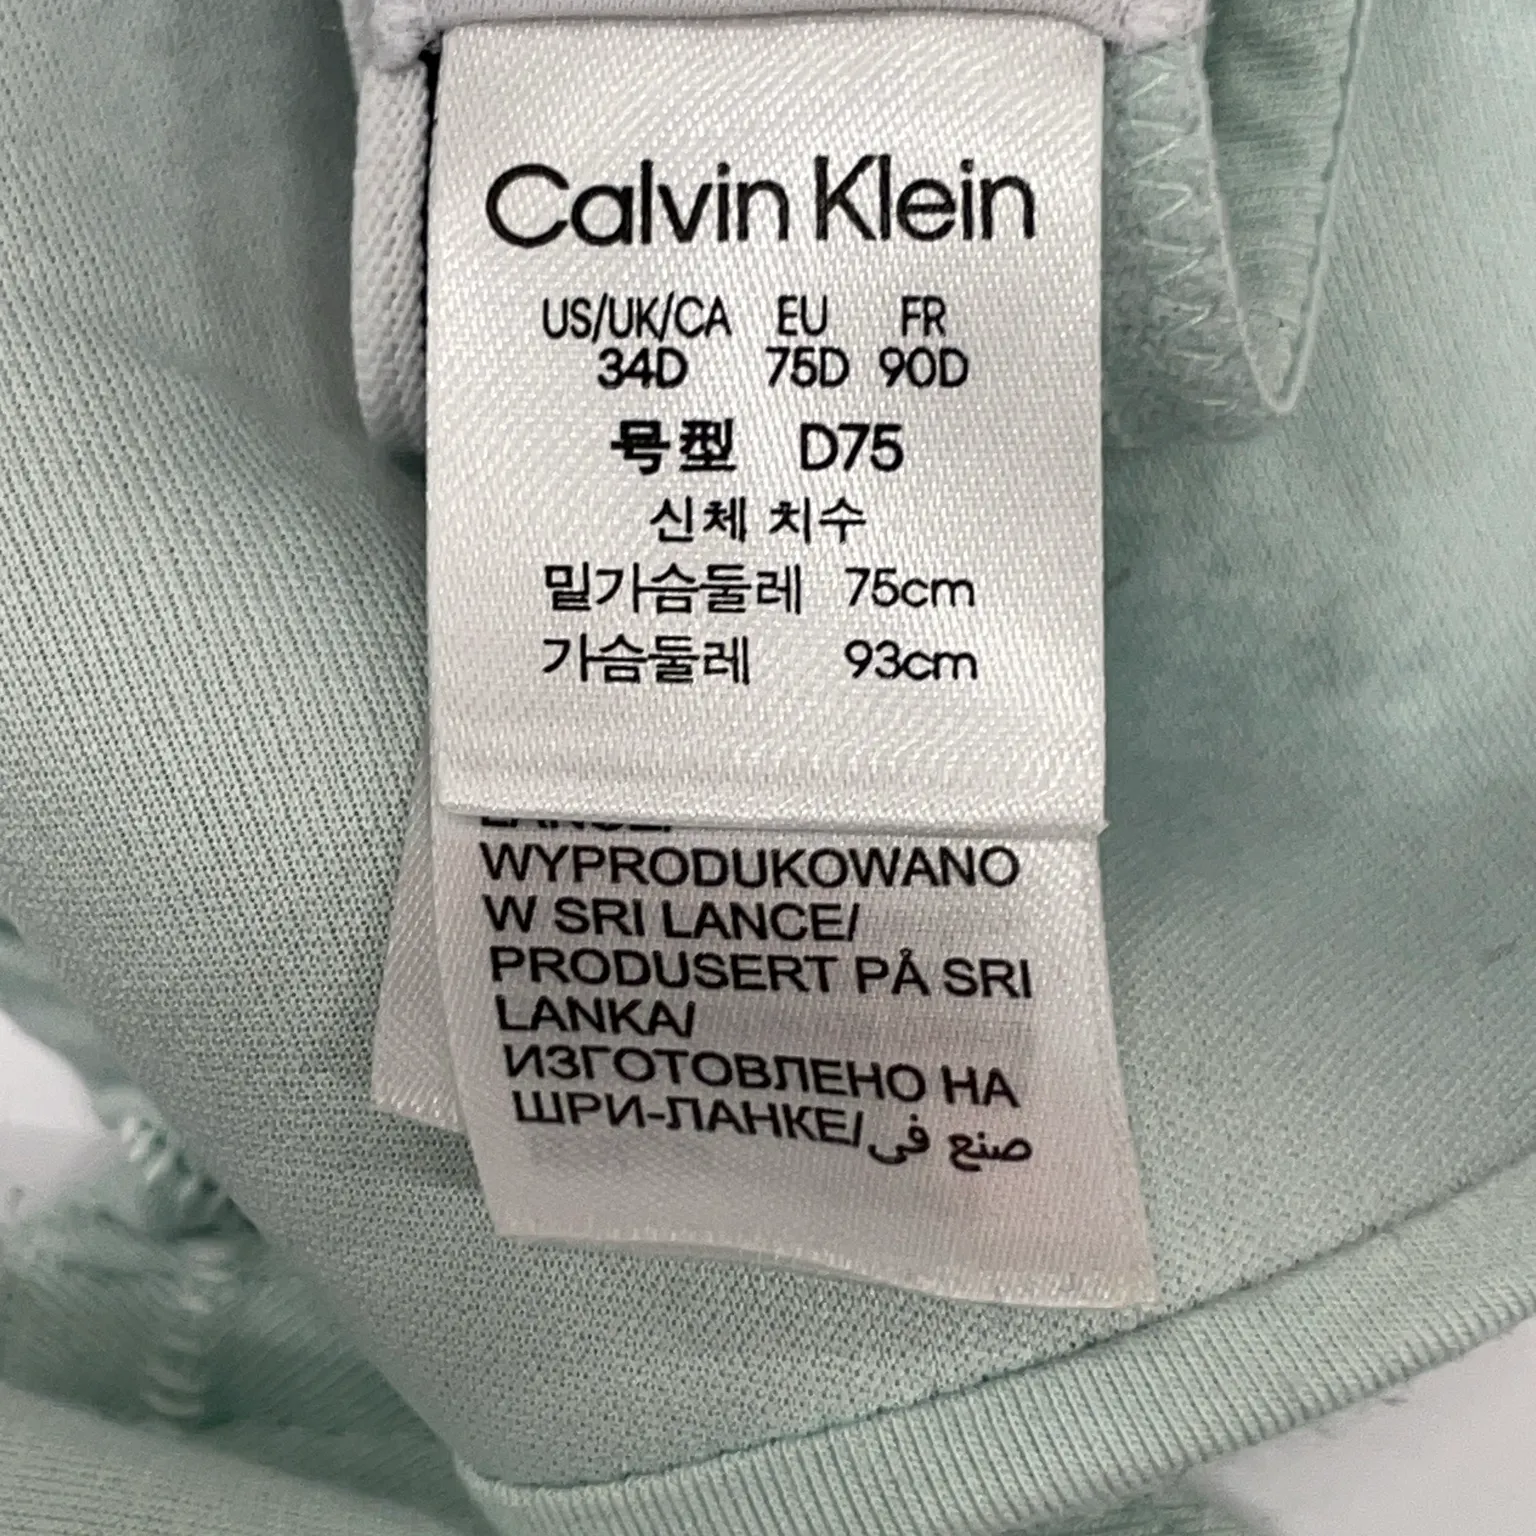 Calvin Klein
US/UK/CA EU FR
34D 75D 90D
号型 D75
신체 치수
밑가슴둘레 75cm
가슴둘레 93cm
WYPRODUKOWANO
W SRI LANCE/
PRODUSERT PÅ SRI
LANKA/
ИЗГОТОВЛЕНО НА
ШРИ-ЛАНКЕ/ صنع في